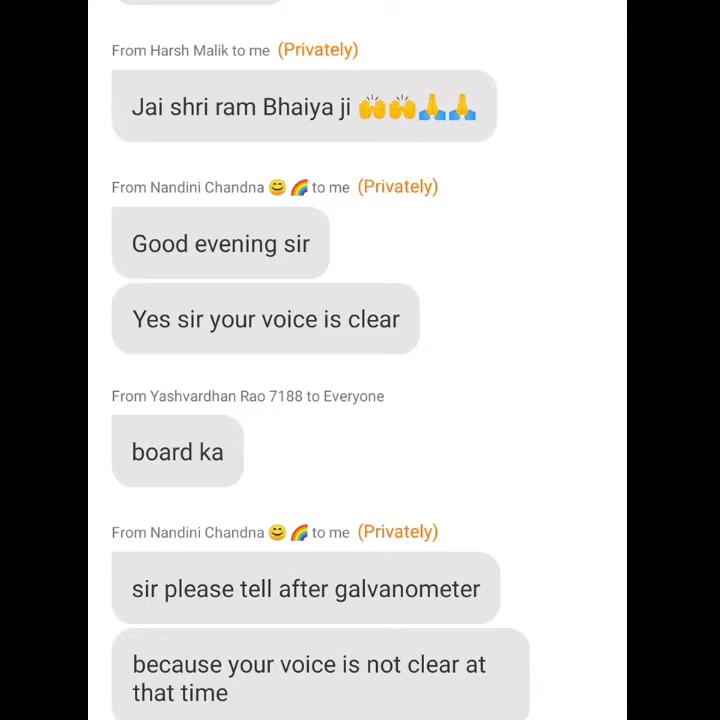 From Harsh Malik to me (Privately)
Jai shri ram Bhaiya ji 🙌🙌🙏🙏
From Nandini Chandna 😊 🌈 to me (Privately)
Good evening sir
Yes sir your voice is clear
From Yashvardhan Rao 7188 to Everyone
board ka
From Nandini Chandna 😊 🌈 to me (Privately)
sir please tell after galvanometer
because your voice is not clear at
that time